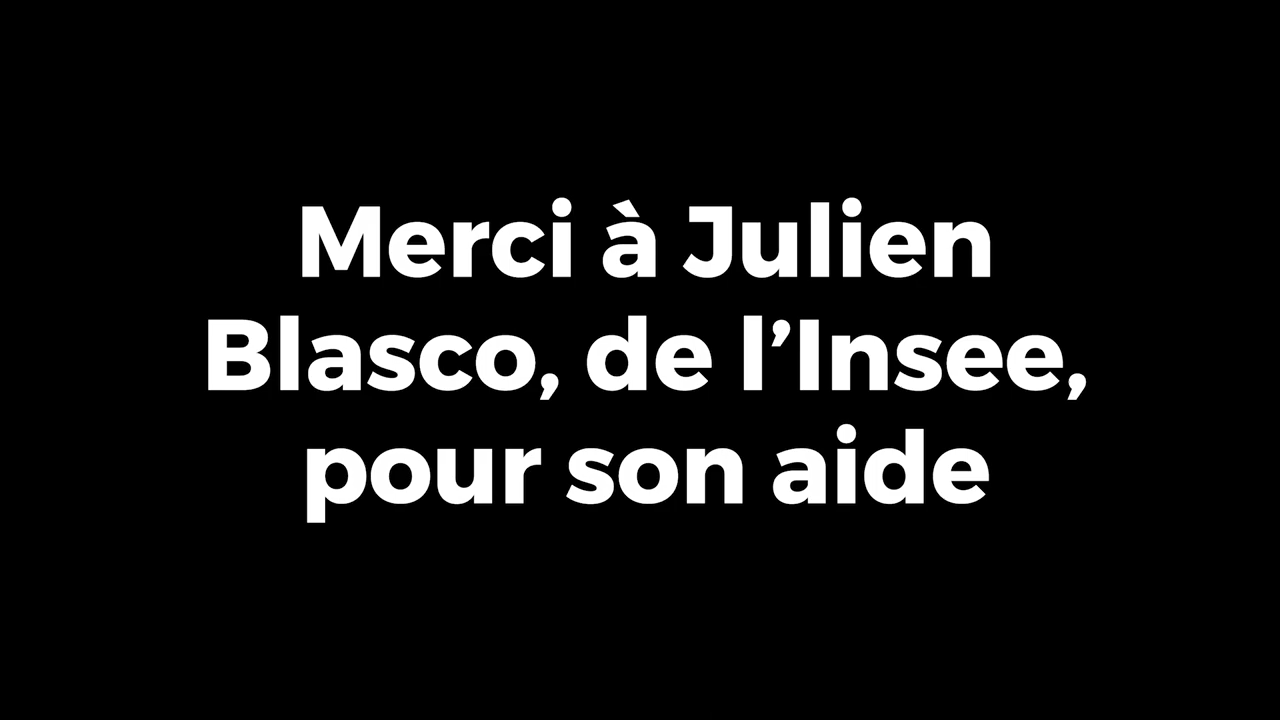 Merci à Julien
Blasco, de l’Insee,
pour son aide